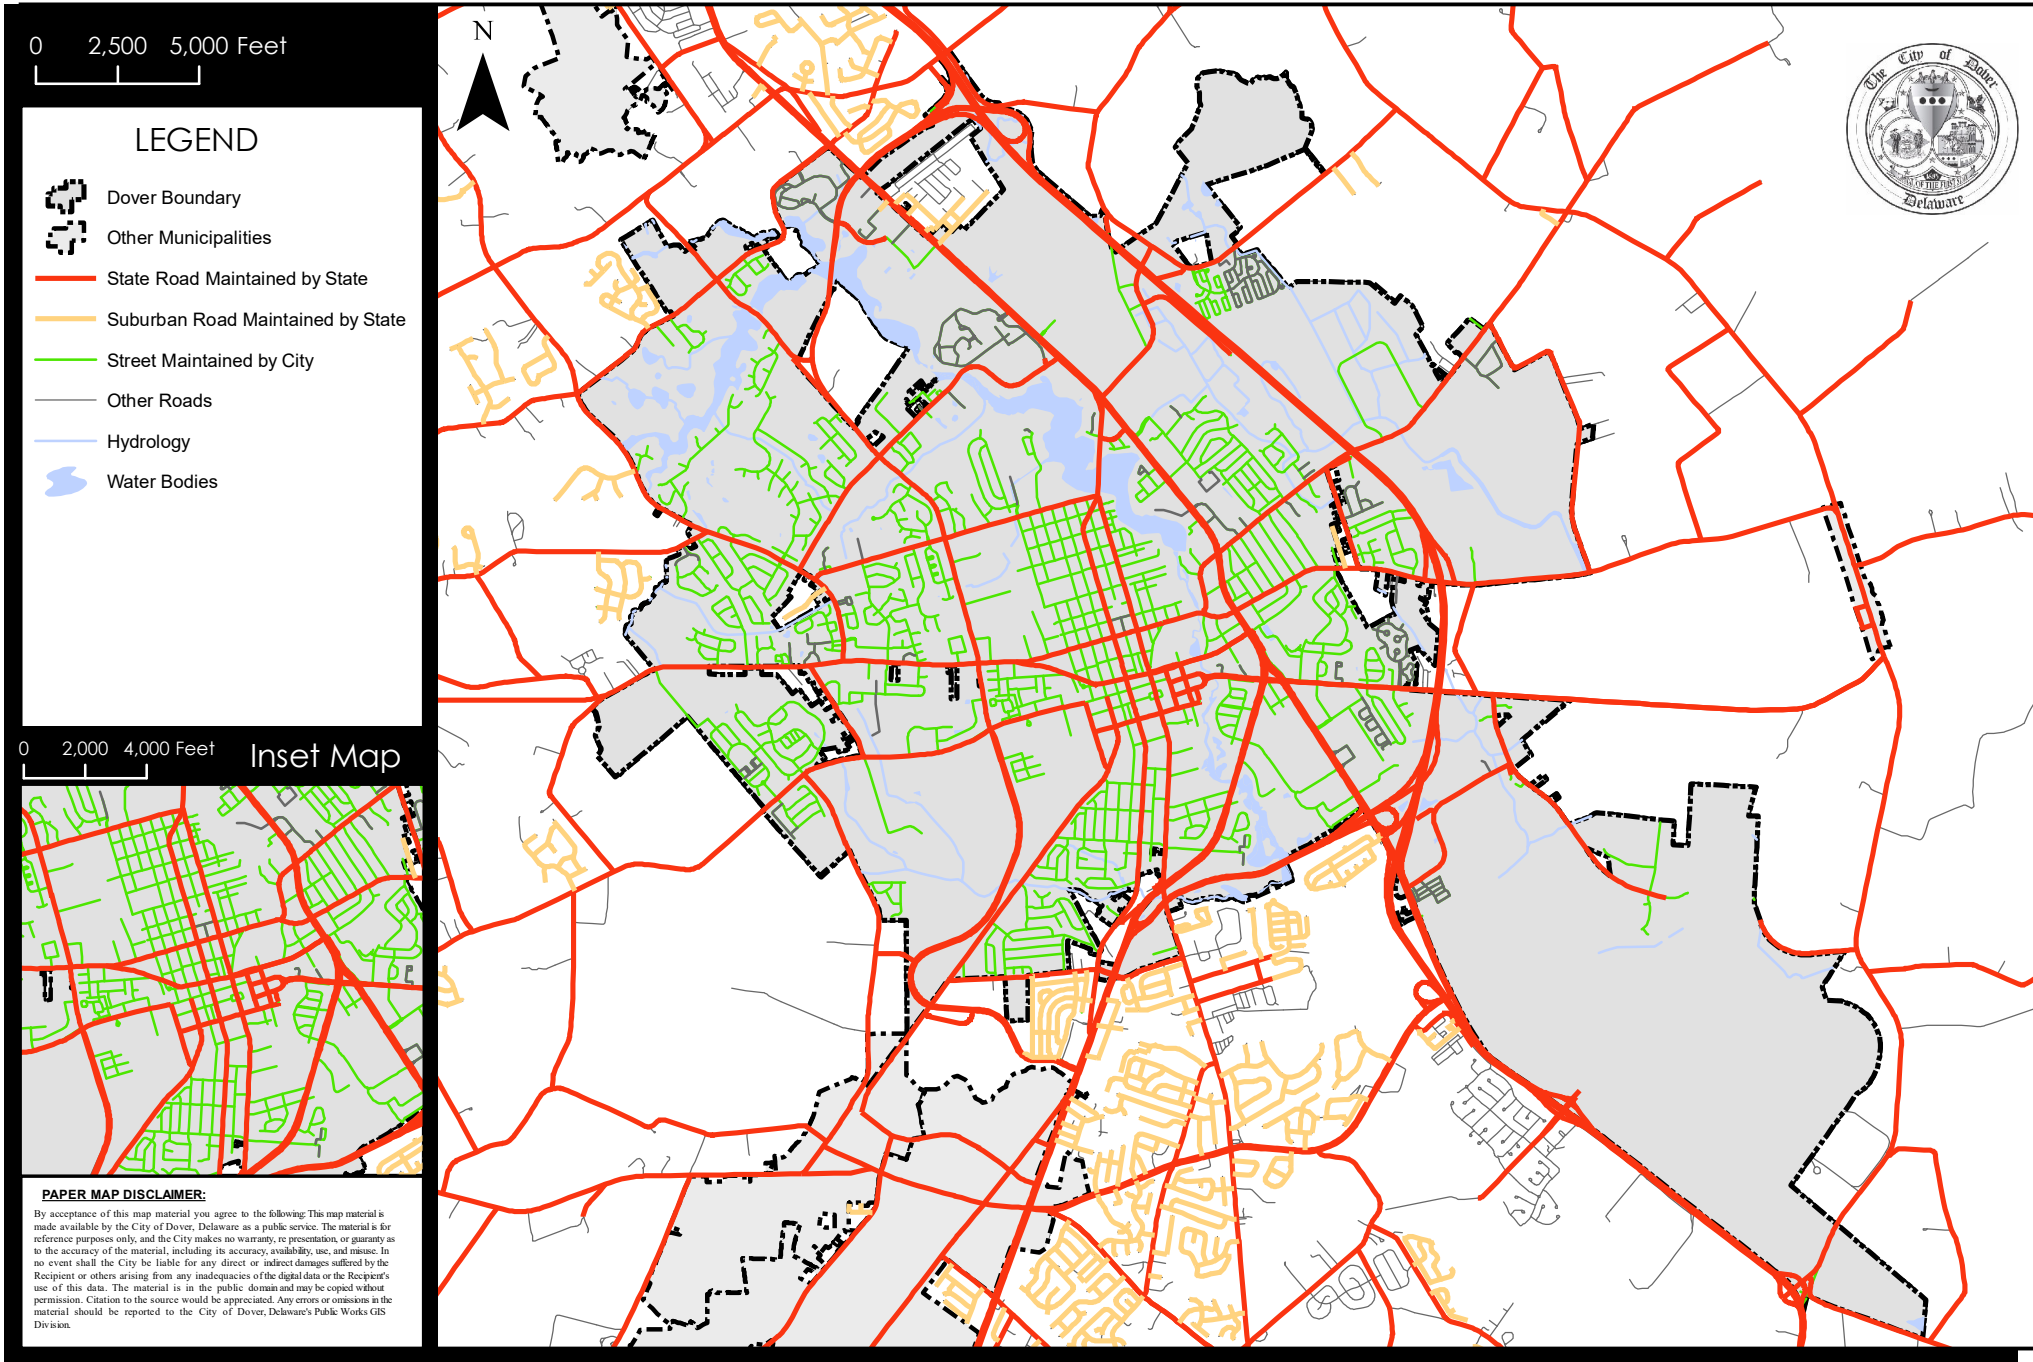 0 2,500 5,000 Feet
LEGEND
Dover Boundary
Other Municipalities
State Road Maintained by State
Suburban Road Maintained by State
Street Maintained by City
Other Roads
Hydrology
Water Bodies
0 2,000 4,000 Feet Inset Map
PAPER MAP DISCLAIMER:
By acceptance of this map material you agree to the following: This map material is
made available by the City of Dover, Delaware as a public service. The material is for
reference purposes only, and the City makes no warranty, re presentation, or guaranty as
to the accuracy of the material, including its accuracy, availability, use, and misuse. In
no event shall the City be liable for any direct or indirect damages suffered by the
Recipient or others arising from any inadequacies of the digital data or the Recipient's
use of this data. The material is in the public domain and may be copied without
permission. Citation to the source would be appreciated. Any errors or omissions in the
material should be reported to the City of Dover, Delaware's Public Works GIS
Division.
N
The City of Dover
Delaware